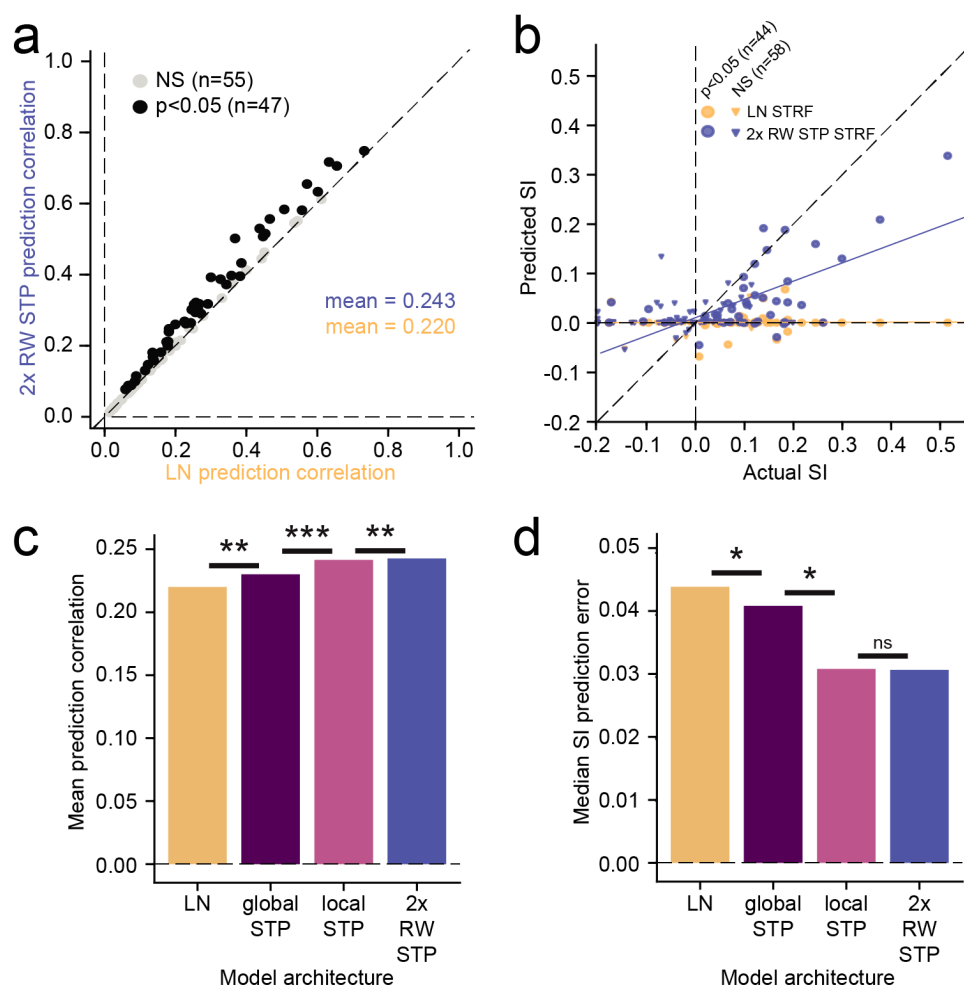 a
1.0
0.8
0.6
0.4
0.2
0.0
2x RW STP prediction correlation
NS (n=55)
p<0.05 (n=47)
mean = 0.243
mean = 0.220
0.0 0.2 0.4 0.6 0.8 1.0
LN prediction correlation
b
0.5
0.4
0.3
0.2
0.1
0.0
-0.1
-0.2
Predicted SI
p<0.05 (n=44)
NS (n=58)
LN STRF
2x RW STP STRF
-0.2 -0.1 0.0 0.1 0.2 0.3 0.4 0.5
Actual SI
c
0.25
0.20
0.15
0.10
0.05
0.00
Mean prediction correlation
** *** **
LN
global
STP
local
STP
2x
RW
STP
Model architecture
d
0.05
0.04
0.03
0.02
0.01
0.00
Median SI prediction error
* *
ns
LN
global
STP
local
STP
2x
RW
STP
Model architecture